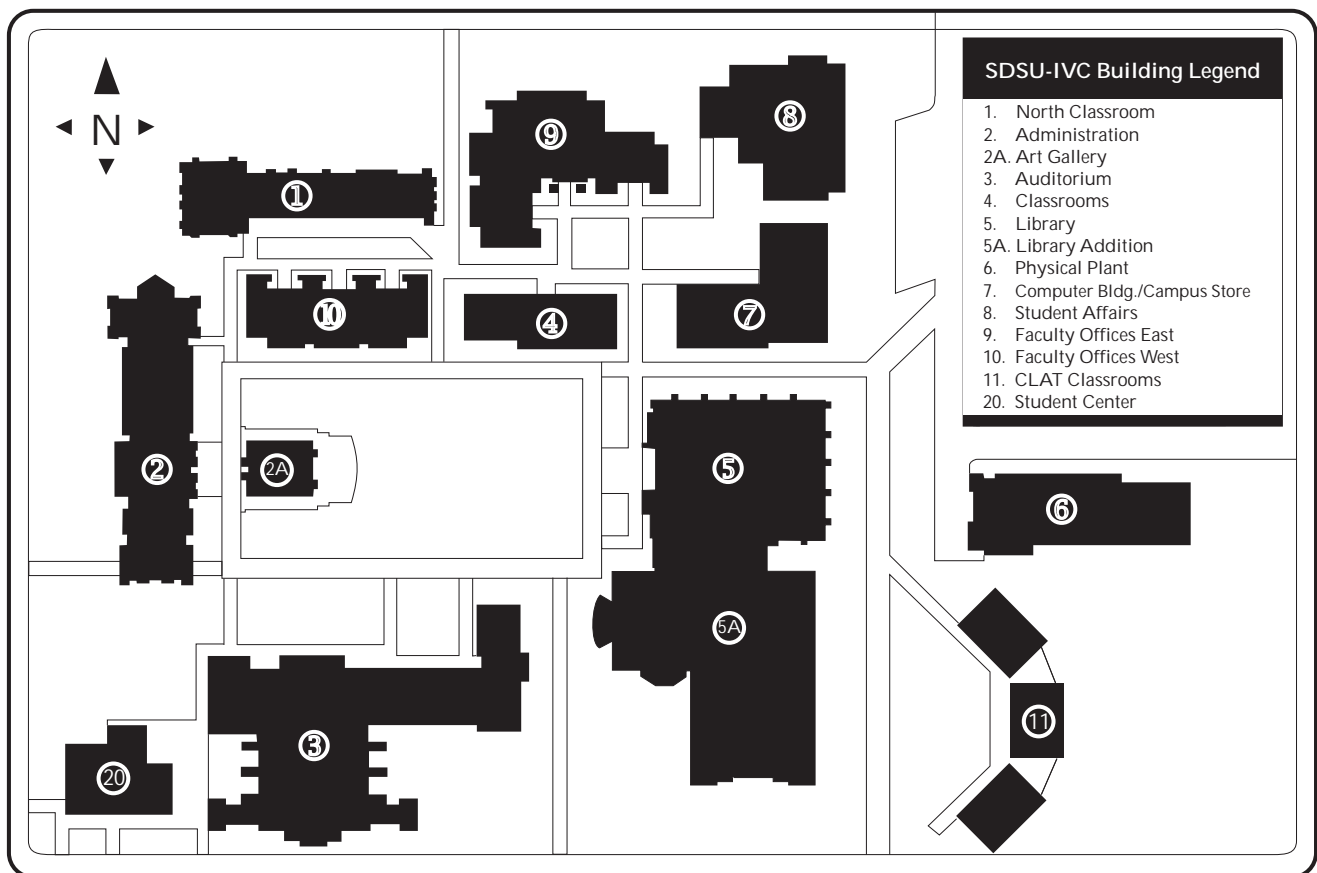 SDSU-IVC Building Legend
1. North Classroom
2. Administration
2A. Art Gallery
3. Auditorium
4. Classrooms
5. Library
5A. Library Addition
6. Physical Plant
7. Computer Bldg./Campus Store
8. Student Affairs
9. Faculty Offices East
10. Faculty Offices West
11. CLAT Classrooms
20. Student Center
N
8
9
1
10
4
7
2
2A
5
6
5A
11
3
20